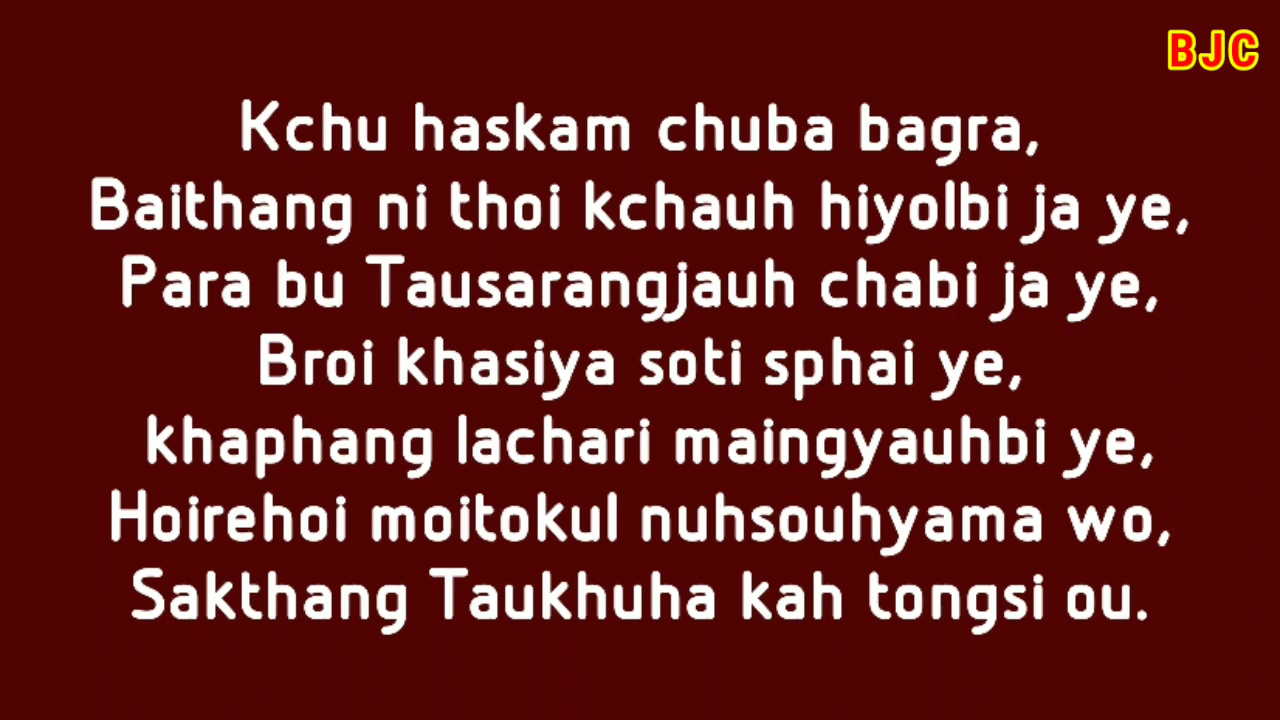 BJC
Kchu haskam chuba bagra,
Baithang ni thoi kchauh hiyolbi ja ye,
Para bu Tausarangjauh chabi ja ye,
Broi khasiya soti sphai ye,
khaphang lachari maingyauhbi ye,
Hoirehoi moitokul nuhsouhyama wo,
Sakthang Taukhuha kah tongsi ou.